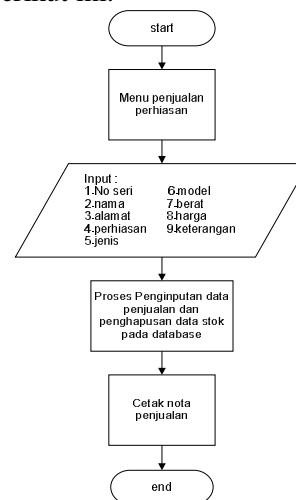 start
Menu penjualan
perhiasan
Input :
1.No seri 6.model
2.nama 7.berat
3.alamat 8.harga
4.perhiasan 9.keterangan
5.jenis
Proses Penginputan data
penjualan dan
penghapusan data stok
pada database
Cetak nota
penjualan
end